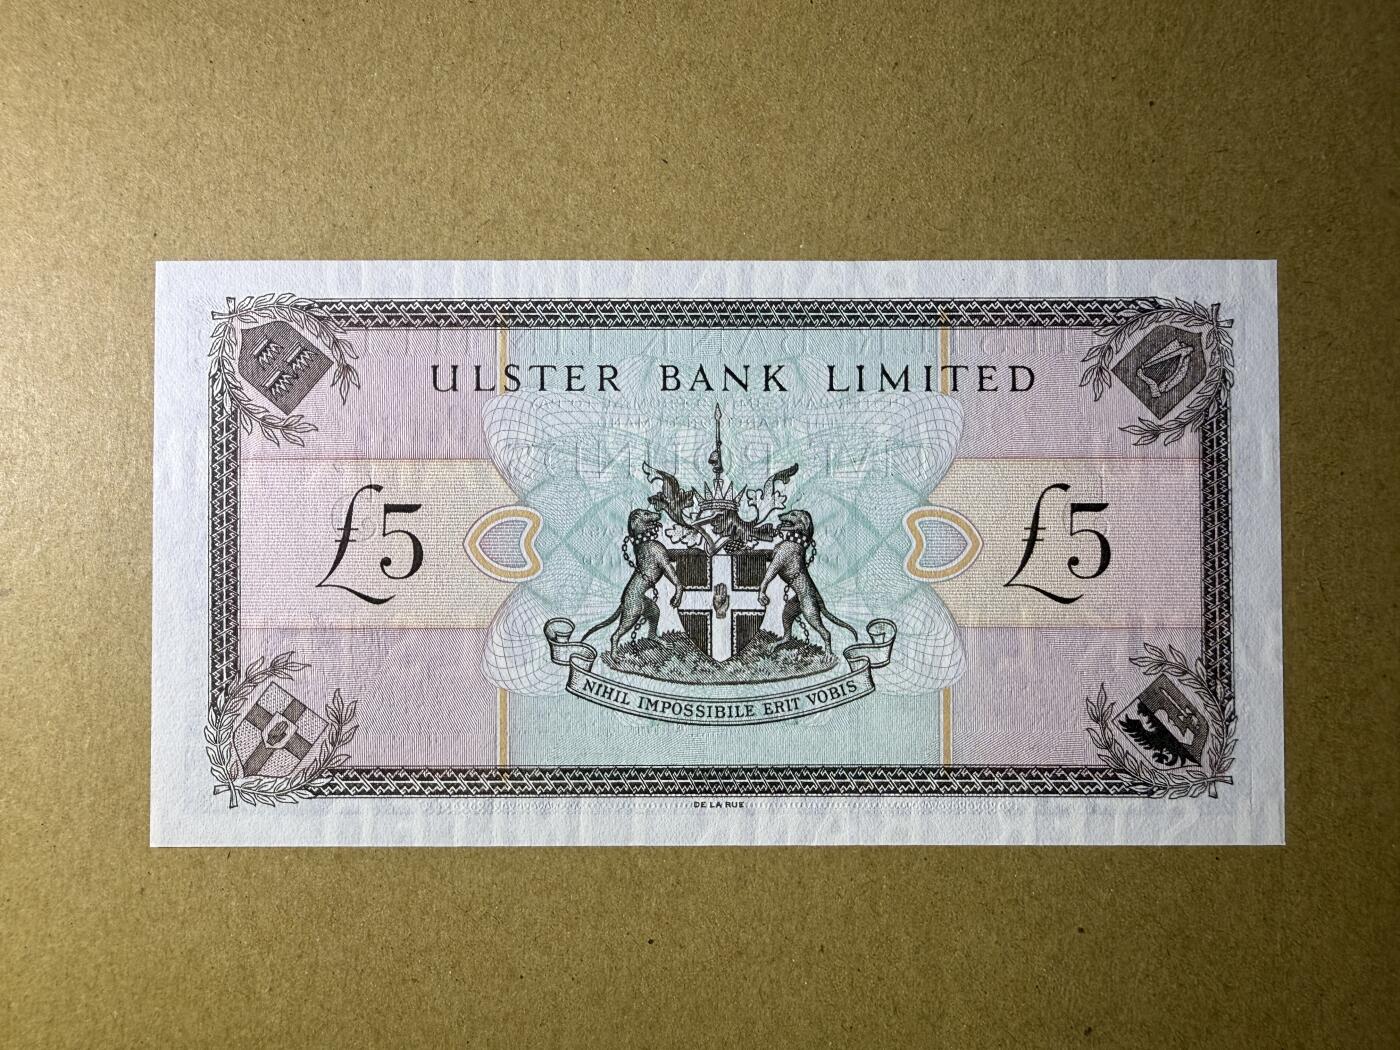 ULSTER BANK LIMITED
£5
£5
NIHIL IMPOSSIBILE ERIT VOBIS
DE LA RUE